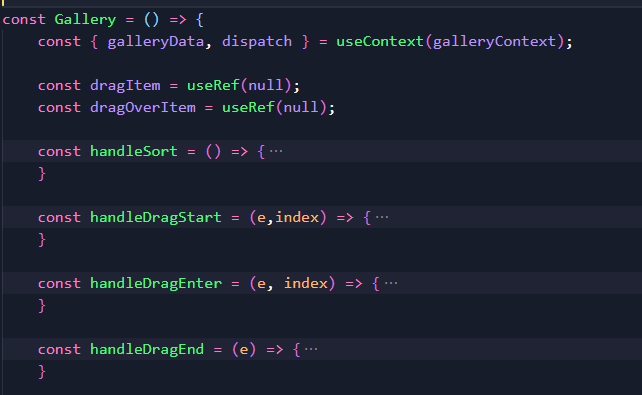 const Gallery = () => {
const { galleryData, dispatch } = useContext(galleryContext);
const dragItem = useRef(null);
const dragOverItem = useRef(null);
const handleSort = () => {···
}
const handleDragStart = (e,index) => {···
}
const handleDragEnter = (e, index) => {···
}
const handleDragEnd = (e) => {···
}